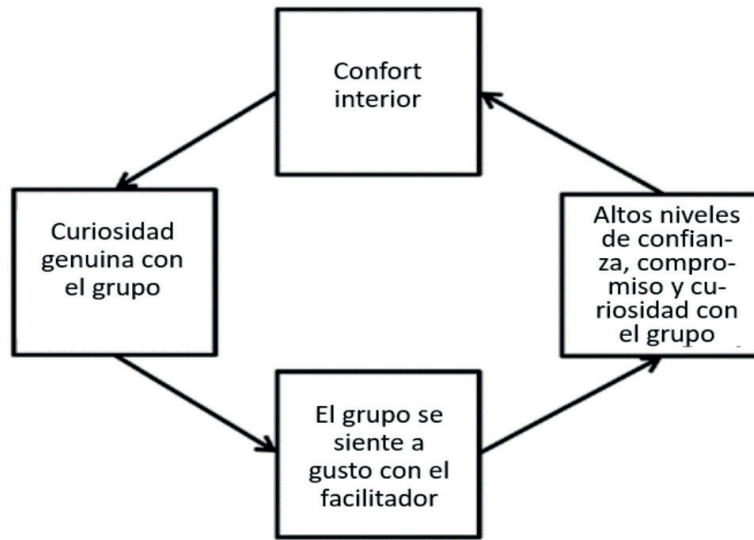 Confort
interior
Curiosidad
genuina con
el grupo
Altos niveles
de confian-
za, compro-
miso y cu-
riosidad con
el grupo
El grupo se
siente a
gusto con el
facilitador